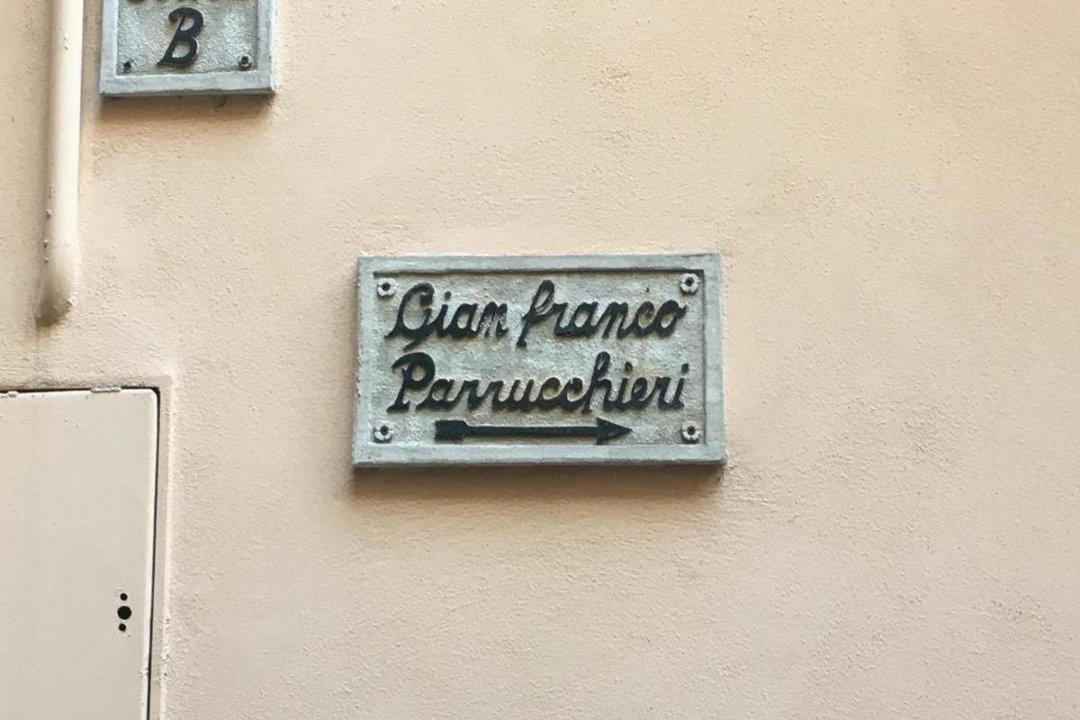 B
Gian franco
Parrucchieri